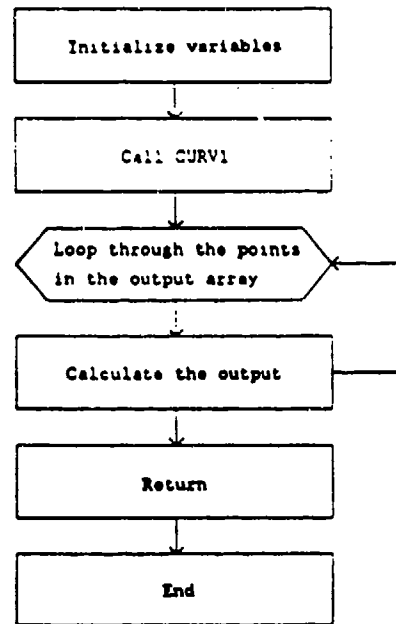 Initialize variables
Call CURV1
Loop through the points
in the output array
Calculate the output
Return
End